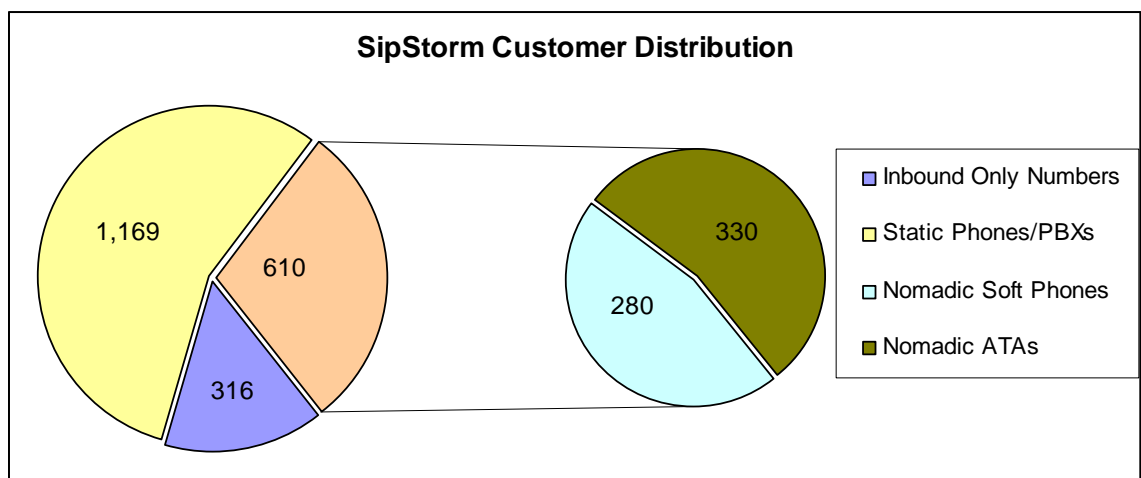 SipStorm Customer Distribution
1,169
610
316
330
280
Inbound Only Numbers
Static Phones/PBXs
Nomadic Soft Phones
Nomadic ATAs